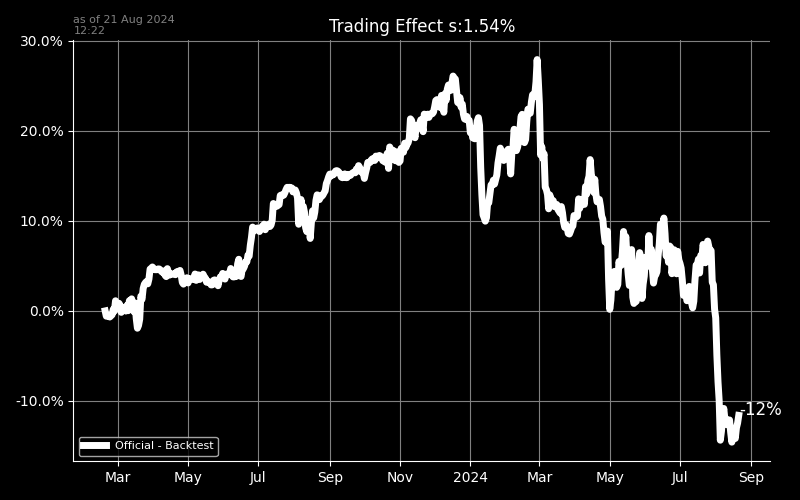 as of 21 Aug 2024
12:22
Trading Effect s:1.54%
30.0%
20.0%
10.0%
0.0%
-10.0%
-12%
Official - Backtest
Mar May Jul Sep Nov 2024 Mar May Jul Sep